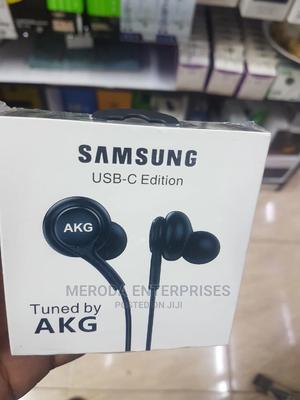 SAMSUNG
USB-C Edition
AKG
MERODA ENTERPRISES
POSTED ON JIJI
Tuned by
AKG